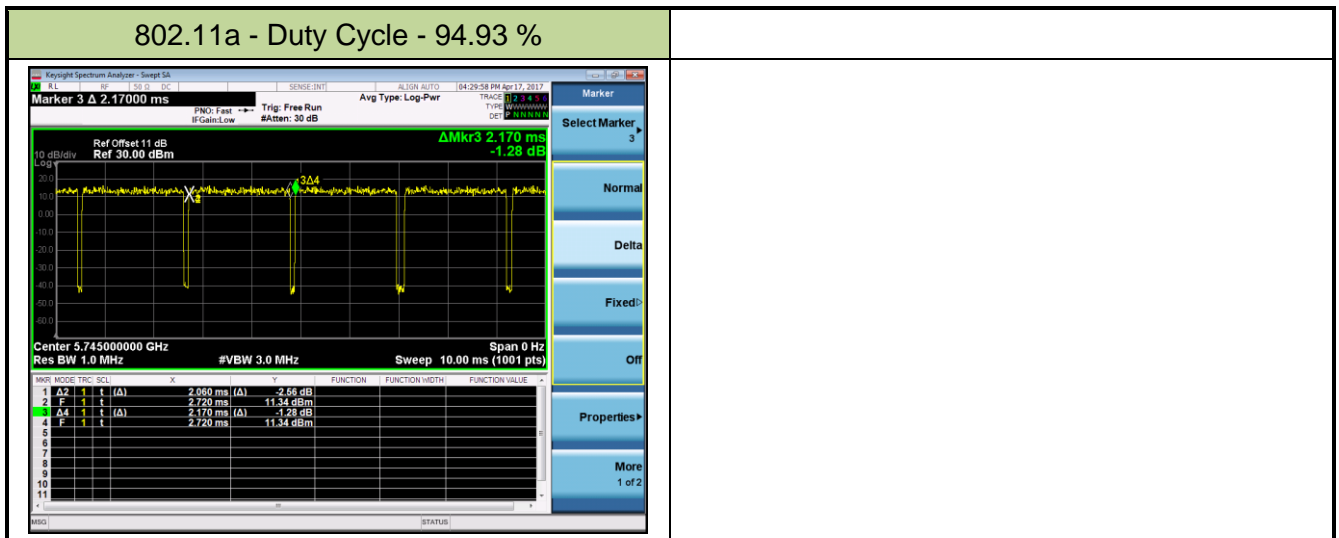 802.11a - Duty Cycle - 94.93 %
Keysight Spectrum Analyzer - Swept SA
RL RF 50 Ω DC SENSE:INT ALIGN AUTO 04:29:58 PM Apr 17, 2017
Marker 3 Δ 2.17000 ms
PNO: Fast
IFGain:Low
Trig: Free Run
#Atten: 30 dB
Avg Type: Log-Pwr
TRACE 1 2 3 4 5 6
TYPE WWWWWW
DET P N N N N N
Marker
Select Marker
3
Normal
Delta
Fixed
Off
Properties
More
1 of 2
ΔMkr3 2.170 ms
-1.28 dB
10 dB/div
Log
Ref Offset 11 dB
Ref 30.00 dBm
3Δ4
20.0
10.0
0.00
-10.0
-20.0
-30.0
-40.0
-50.0
-60.0
Center 5.745000000 GHz Span 0 Hz
Res BW 1.0 MHz #VBW 3.0 MHz Sweep 10.00 ms (1001 pts)
MKR MODE TRC SCL X Y FUNCTION FUNCTION WIDTH FUNCTION VALUE
1 Δ2 1 t (Δ) 2.060 ms (Δ) -2.56 dB
2 F 1 t 2.720 ms 11.34 dBm
3 Δ4 1 t (Δ) 2.170 ms (Δ) -1.28 dB
4 F 1 t 2.720 ms 11.34 dBm
5
6
7
8
9
10
11
MSG STATUS